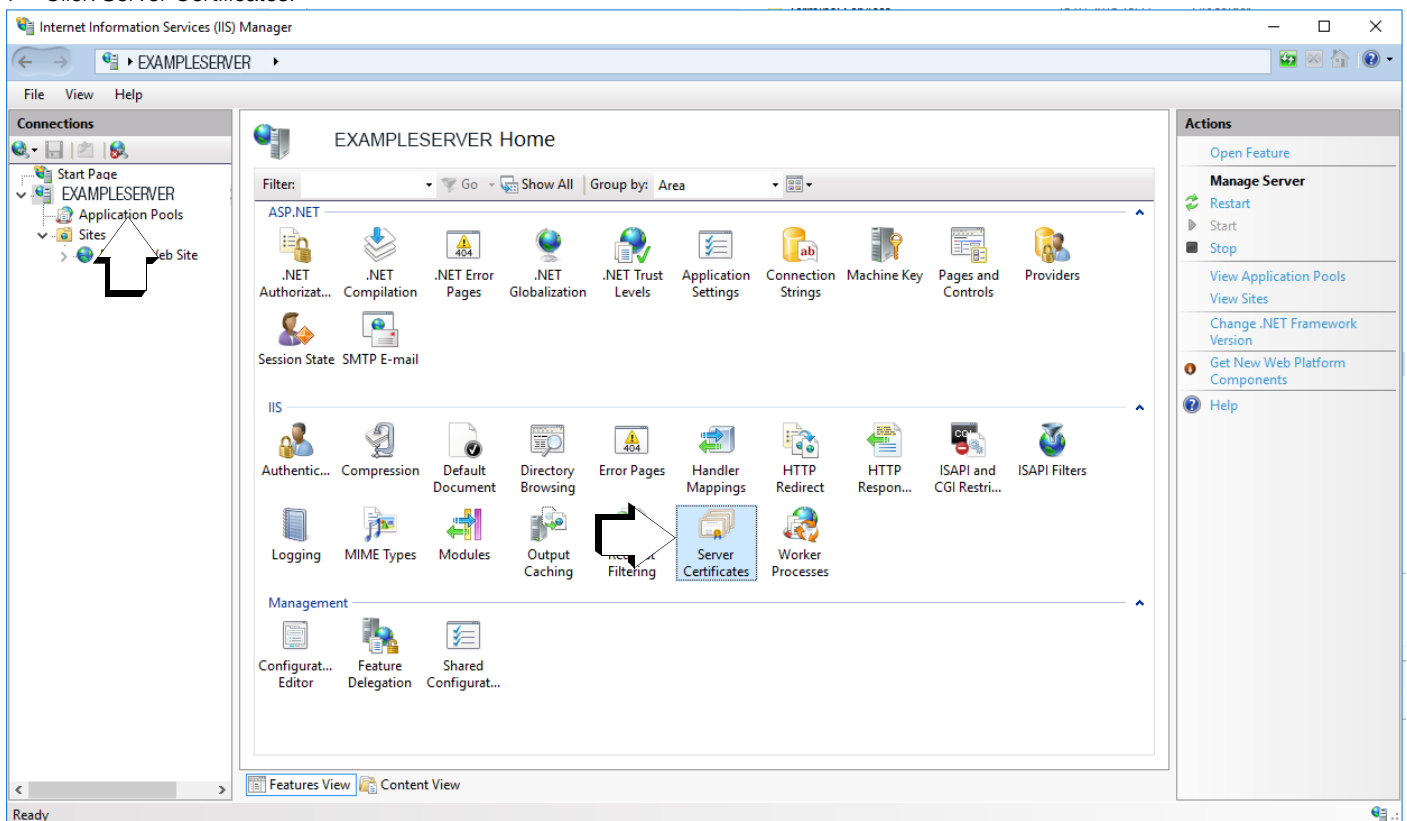 Click Server Certificates.
Internet Information Services (IIS) Manager
EXAMPLESERVER
File View Help
Connections
Start Page
EXAMPLESERVER
Application Pools
Sites
eb Site
EXAMPLESERVER Home
Filter: Go Show All Group by: Area
ASP.NET
.NET Authorizat...
.NET Compilation
.NET Error Pages
.NET Globalization
.NET Trust Levels
Application Settings
Connection Strings
Machine Key
Pages and Controls
Providers
Session State
SMTP E-mail
IIS
Authentic...
Compression
Default Document
Directory Browsing
Error Pages
Handler Mappings
HTTP Redirect
HTTP Respon...
ISAPI and CGI Restri...
ISAPI Filters
Logging
MIME Types
Modules
Output Caching
Filtering
Server Certificates
Worker Processes
Management
Configurat... Editor
Feature Delegation
Shared Configurat...
Features View Content View
Ready
Actions
Open Feature
Manage Server
Restart
Start
Stop
View Application Pools
View Sites
Change .NET Framework
Version
Get New Web Platform
Components
Help